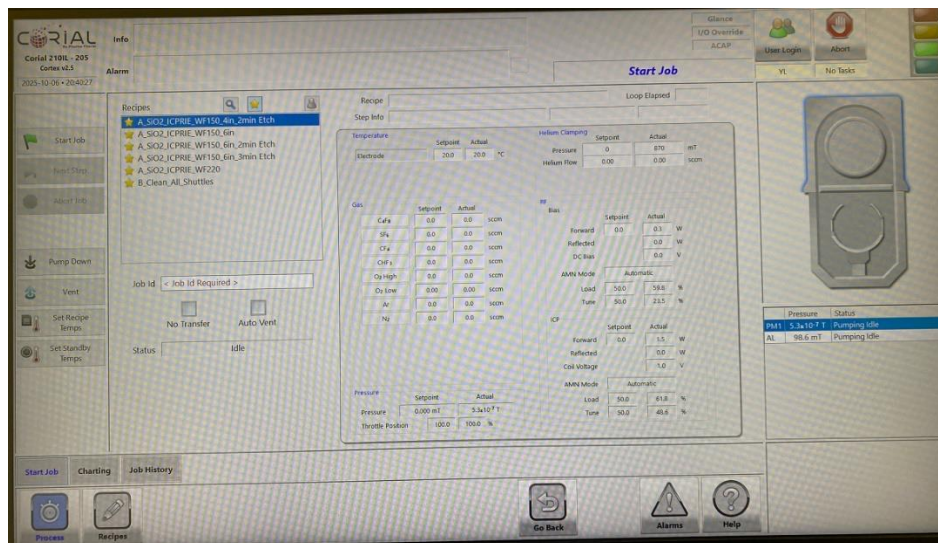 CORIAL
Corial 210IL - 205
Cortex v2.5
2025-10-06 • 20:40:27
Info
Alarm
Glance
I/O Override
ACAP
Start Job
User Login
Abort
YL
No Tasks
Start Job
Next Step
Abort Job
Pump Down
Vent
Set Recipe Temps
Set Standby Temps
Recipes
A_SiO2_ICPRIE_WF150_4in_2min Etch
A_SiO2_ICPRIE_WF150_6in
A_SiO2_ICPRIE_WF150_6in_2min Etch
A_SiO2_ICPRIE_WF150_6in_3min Etch
A_SiO2_ICPRIE_WF220
B_Clean_All_Shuttles
Job Id < Job Id Required >
No Transfer Auto Vent
Status Idle
Recipe Loop Elapsed
Step Info
Temperature
Setpoint Actual
Electrode 20.0 20.0 °C
Gas
Setpoint Actual
C₄F₈ 0.0 0.0 sccm
SF₆ 0.0 0.0 sccm
CF₄ 0.0 0.0 sccm
CHF₃ 0.0 0.0 sccm
O₂ High 0.0 0.0 sccm
O₂ Low 0.00 0.00 sccm
Ar 0.0 0.0 sccm
N₂ 0.0 0.0 sccm
Pressure
Setpoint Actual
Pressure 0.000 mT 5.3x10⁻⁷ T
Throttle Position 100.0 100.0 %
Helium Clamping
Setpoint Actual
Pressure 0 870 mT
Helium Flow 0.00 0.00 sccm
RF
Bias
Setpoint Actual
Forward 0.0 0.3 W
Reflected 0.0 W
DC Bias 0.0 V
AMN Mode Automatic
Load 50.0 59.8 %
Tune 50.0 23.5 %
ICP
Setpoint Actual
Forward 0.0 1.5 W
Reflected 0.0 W
Coil Voltage 1.0 V
AMN Mode Automatic
Load 50.0 61.8 %
Tune 50.0 48.6 %
Pressure Status
PM1 5.3x10⁻⁷ T Pumping Idle
AL 98.6 mT Pumping Idle
Start Job Charting Job History
Process
Recipes
Go Back
Alarms
Help